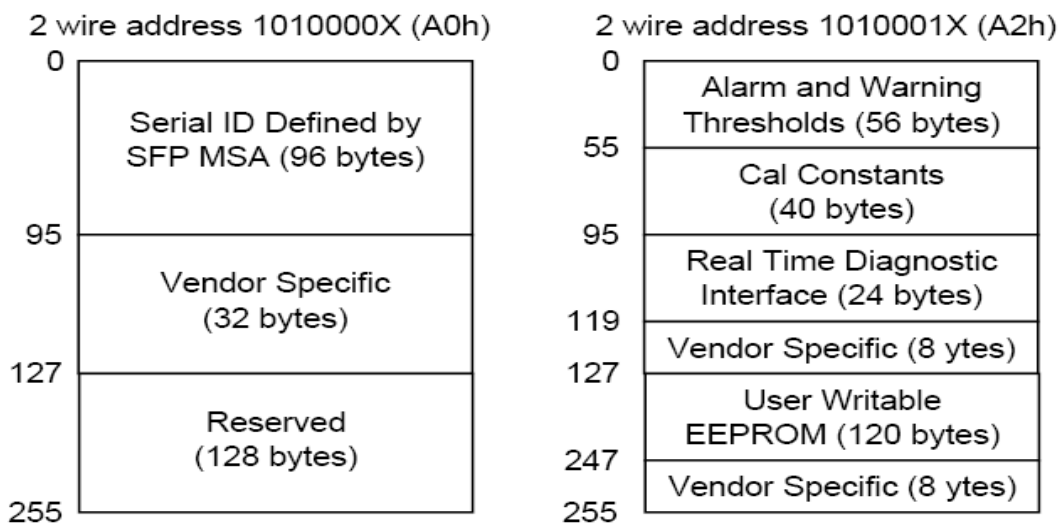 2 wire address 1010000X (A0h)
0
Serial ID Defined by
SFP MSA (96 bytes)
95
Vendor Specific
(32 bytes)
127
Reserved
(128 bytes)
255
2 wire address 1010001X (A2h)
0
Alarm and Warning
Thresholds (56 bytes)
55
Cal Constants
(40 bytes)
95
Real Time Diagnostic
Interface (24 bytes)
119
Vendor Specific (8 ytes)
127
User Writable
EEPROM (120 bytes)
247
Vendor Specific (8 ytes)
255